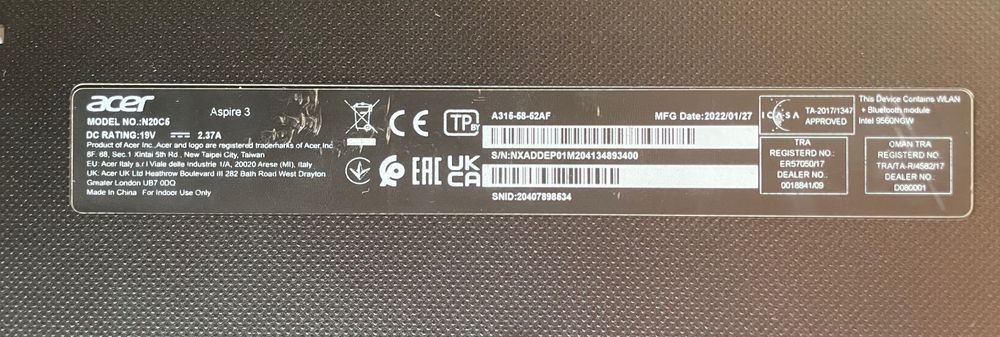 acer
Aspire 3
MODEL NO.:N20C5
DC RATING:19V 2.37A
Product of Acer Inc. ,Acer and logo are registered trademarks of Acer Inc.
8F. 88, Sec.1 Xintai 5th Rd., New Taipei City, Taiwan
EU: Acer Italy s.r.l Viale delle Industrie 1/A, 20020 Arese (MI), Italy
UK: Acer UK Ltd Heathrow Boulevard III 282 Bath Road West Drayton
Greater London UB7 0DQ
Made In China For Indoor Use Only
CE
TP
BY
EAC
UK
CA
A315-58-52AF
MFG Date:2022/01/27
S/N:NXADDEP01M204134893400
SNID:20407898534
ICASA
TA-2017/1347
APPROVED
This Device Contains WLAN
+ Bluetooth module
Intel 9560NGW
TRA
REGISTERD NO.:
ER57050/17
DEALER NO.:
0018841/09
OMAN TRA
REGISTERD NO.:
TRA/TA-R/4582/17
DEALER NO.:
D080001